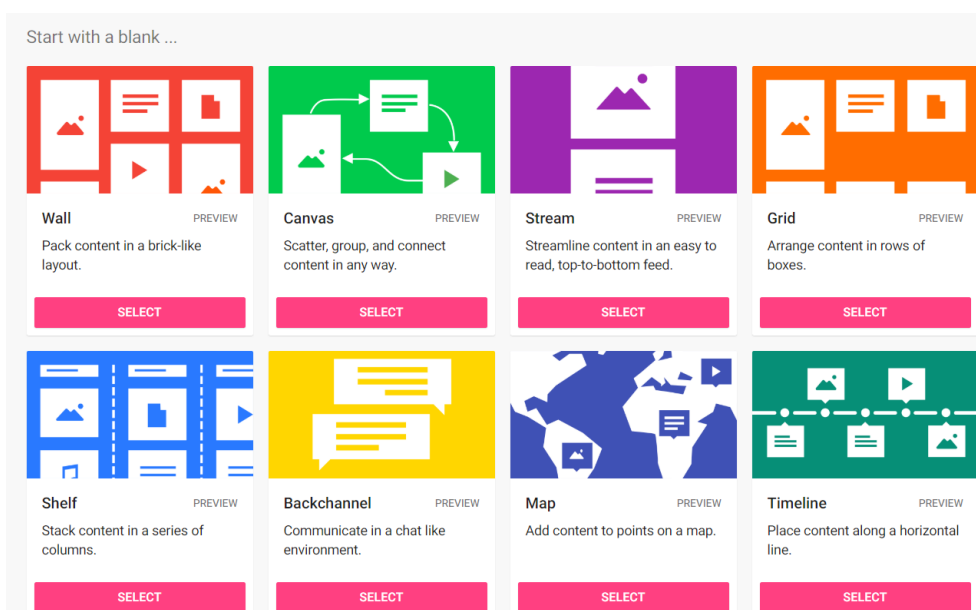 Start with a blank ...
Wall PREVIEW
Pack content in a brick-like
layout.
SELECT
Canvas PREVIEW
Scatter, group, and connect
content in any way.
SELECT
Stream PREVIEW
Streamline content in an easy to
read, top-to-bottom feed.
SELECT
Grid PREVIEW
Arrange content in rows of
boxes.
SELECT
Shelf PREVIEW
Stack content in a series of
columns.
SELECT
Backchannel PREVIEW
Communicate in a chat like
environment.
SELECT
Map PREVIEW
Add content to points on a map.
SELECT
Timeline PREVIEW
Place content along a horizontal
line.
SELECT